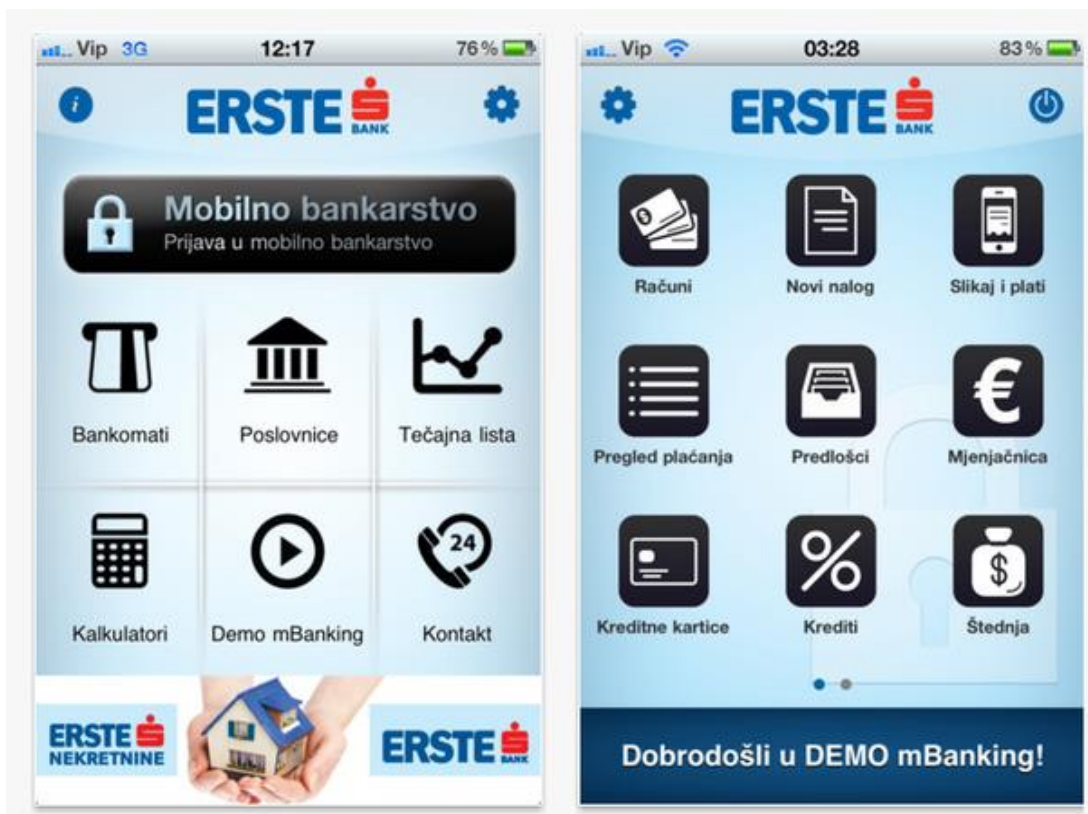 Vip 3G 12:17 76%
i ERSTE BANK
Mobilno bankarstvo
Prijava u mobilno bankarstvo
Bankomati Poslovnice Tečajna lista
24
Kalkulatori Demo mBanking Kontakt
ERSTE NEKRETNINE ERSTE BANK
Vip 03:28 83%
ERSTE BANK
$ €
Računi Novi nalog Slikaj i plati
Pregled plaćanja Predlošci Mjenjačnica
% $
Kreditne kartice Krediti Štednja
Dobrodošli u DEMO mBanking!